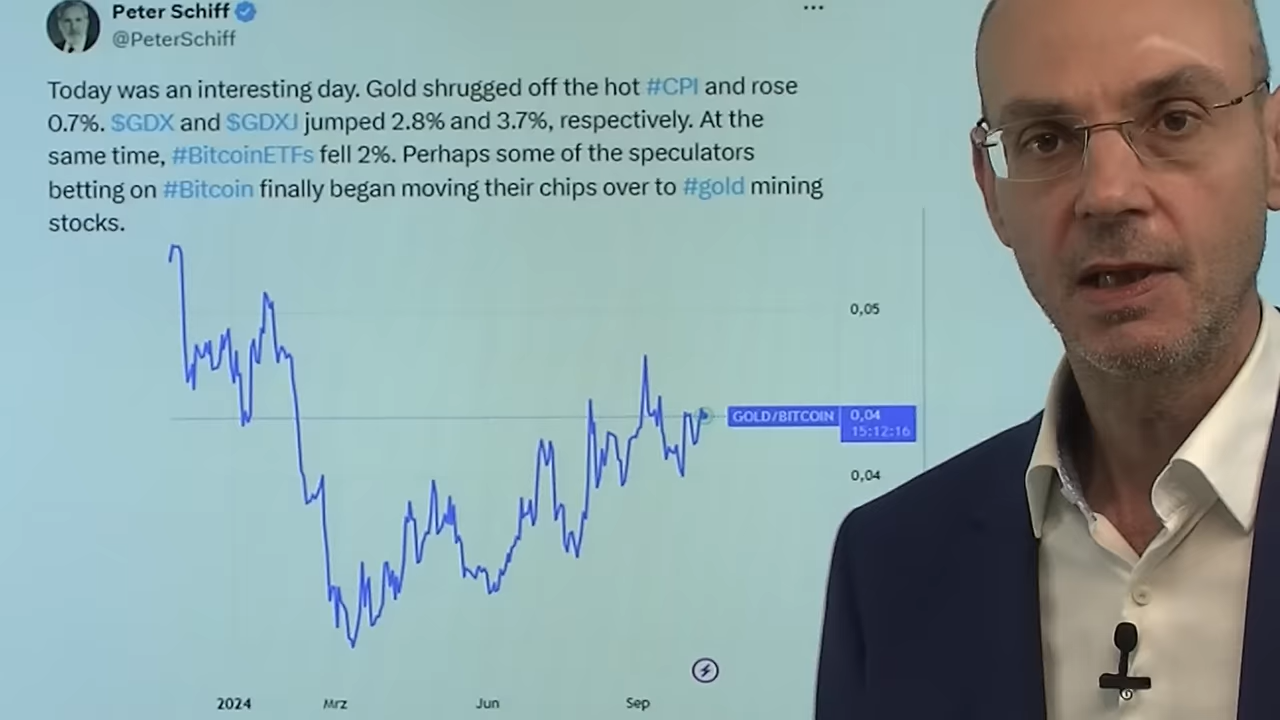 Peter Schiff
@PeterSchiff
Today was an interesting day. Gold shrugged off the hot #CPI and rose
0.7%. $GDX and $GDXJ jumped 2.8% and 3.7%, respectively. At the
same time, #BitcoinETFs fell 2%. Perhaps some of the speculators
betting on #Bitcoin finally began moving their chips over to #gold mining
stocks.
0,05
GOLD/BITCOIN 0,04
15:12:16
0,04
2024 Mrz Jun Sep